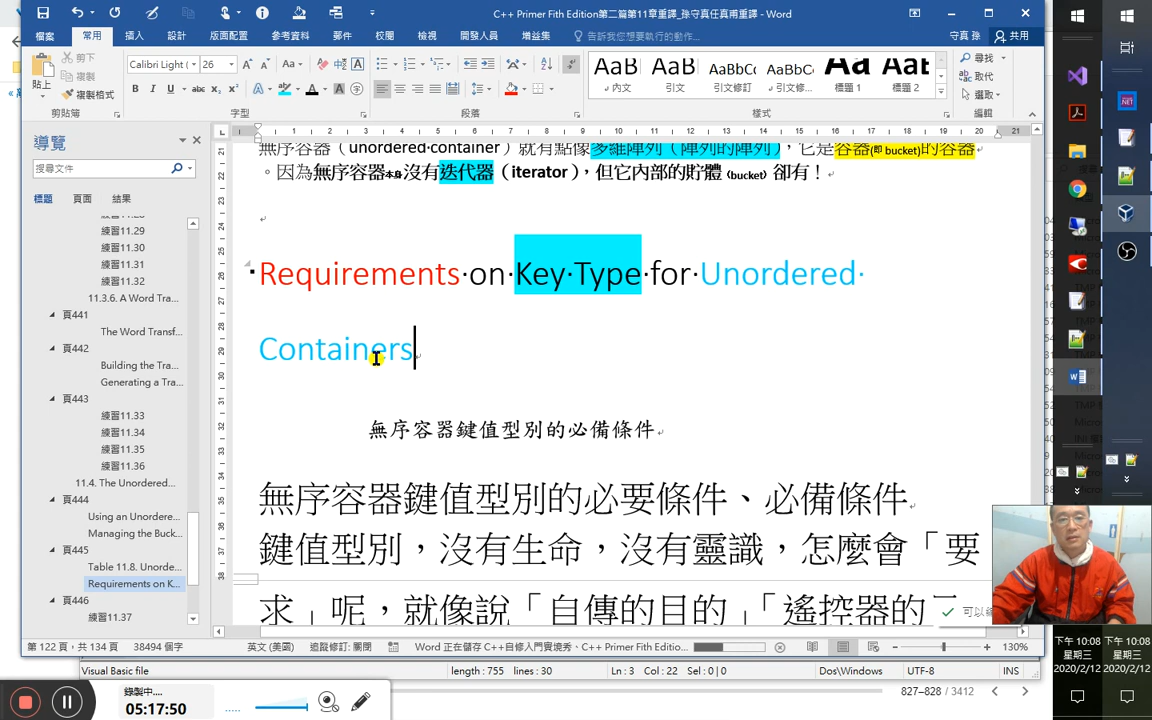 C++ Primer Fith Edition第二篇第11章重譯_孫守真任真甫重譯 - Word
檔案 常用 插入 設計 版面配置 參考資料 郵件 校閱 檢視 開發人員 增益集 告訴我您想要執行的動作... 守真 孫 共用
貼上 剪下 複製 複製格式
Calibri Light ( 26
AaB AaB AaBbC AaBbC AaB Aat
內文 引文 引文修訂 引文修... 標題 1 標題 2
尋找 取代 選取
剪貼簿 字型 段落 樣式 編輯
導覽
搜尋文件
標題 頁面 結果
練習11.28
練習11.29
練習11.30
練習11.31
練習11.32
11.3.6. A Word Tra...
頁441
The Word Transf...
頁442
Building the Tra...
Generating a Tra...
頁443
練習11.33
練習11.34
練習11.35
練習11.36
11.4. The Unordered...
頁444
Using an Unordere...
Managing the Buck...
頁445
Table 11.8. Unorde...
Requirements on K...
頁446
練習11.37
無序容器（unordered container）就有點像多維陣列（陣列的陣列），它是容器(即 bucket)的容器
。因為無序容器本身沒有迭代器（iterator），但它內部的貯體（bucket）卻有！
Requirements on Key Type for Unordered
Containers
無序容器鍵值型別的必備條件
無序容器鍵值型別的必要條件、必備條件
鍵值型別，沒有生命，沒有靈識，怎麼會「要
求」呢，就像說「自傳的目的」「遙控器的
第 122 頁，共 134 頁 38494 個字 英文 (美國) 追蹤修訂: 關閉 Word 正在儲存 C++自修入門實境秀、C++ Primer Fith Editio... 130%
Visual Basic file length : 755 lines : 30 Ln : 3 Col : 22 Sel : 0 | 0 Dos\Windows UTF-8 INS
錄製中...
05:17:50
827–828 / 3412
下午 10:08
星期三
2020/2/12
下午 10:08
星期三
2020/2/12